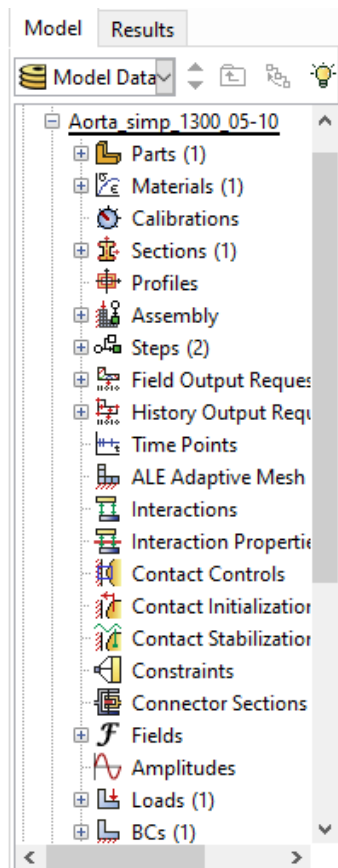 Model Results
Model Data
Aorta_simp_1300_05-10
Parts (1)
Materials (1)
Calibrations
Sections (1)
Profiles
Assembly
Steps (2)
Field Output Reques
History Output Requ
Time Points
ALE Adaptive Mesh
Interactions
Interaction Propertie
Contact Controls
Contact Initialization
Contact Stabilization
Constraints
Connector Sections
Fields
Amplitudes
Loads (1)
BCs (1)